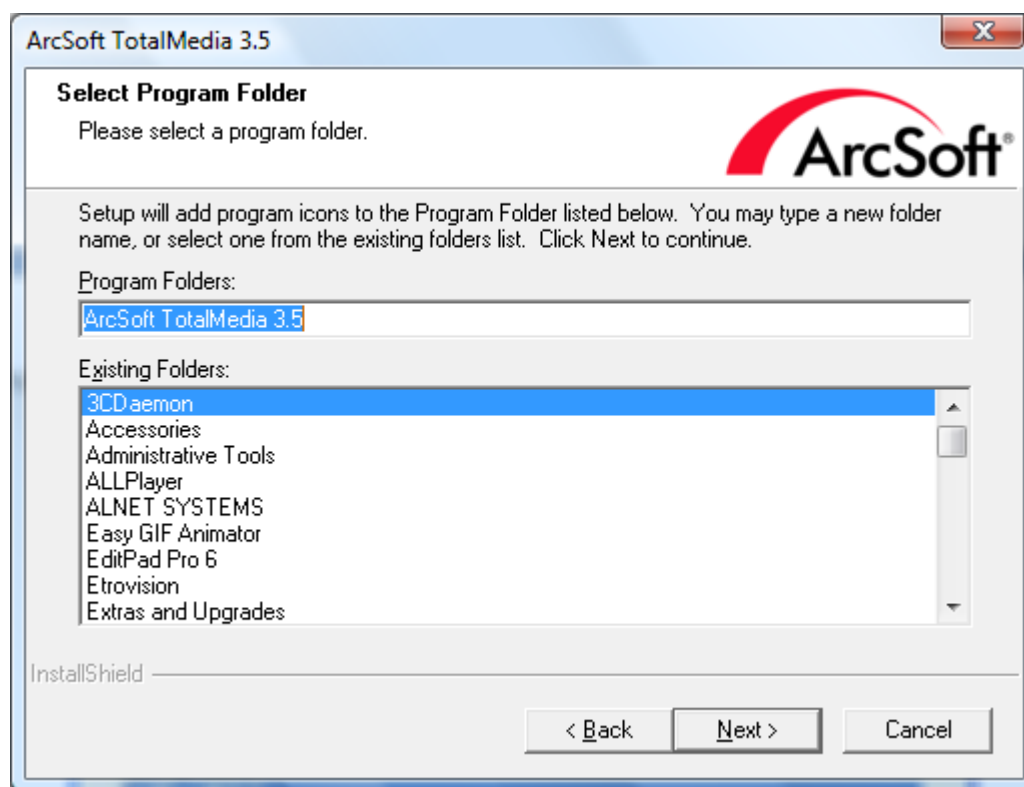 ArcSoft TotalMedia 3.5
Select Program Folder
Please select a program folder.
ArcSoft®
Setup will add program icons to the Program Folder listed below. You may type a new folder
name, or select one from the existing folders list. Click Next to continue.
Program Folders:
ArcSoft TotalMedia 3.5
Existing Folders:
3CDaemon
Accessories
Administrative Tools
ALLPlayer
ALNET SYSTEMS
Easy GIF Animator
EditPad Pro 6
Etrovision
Extras and Upgrades
InstallShield
< Back Next > Cancel